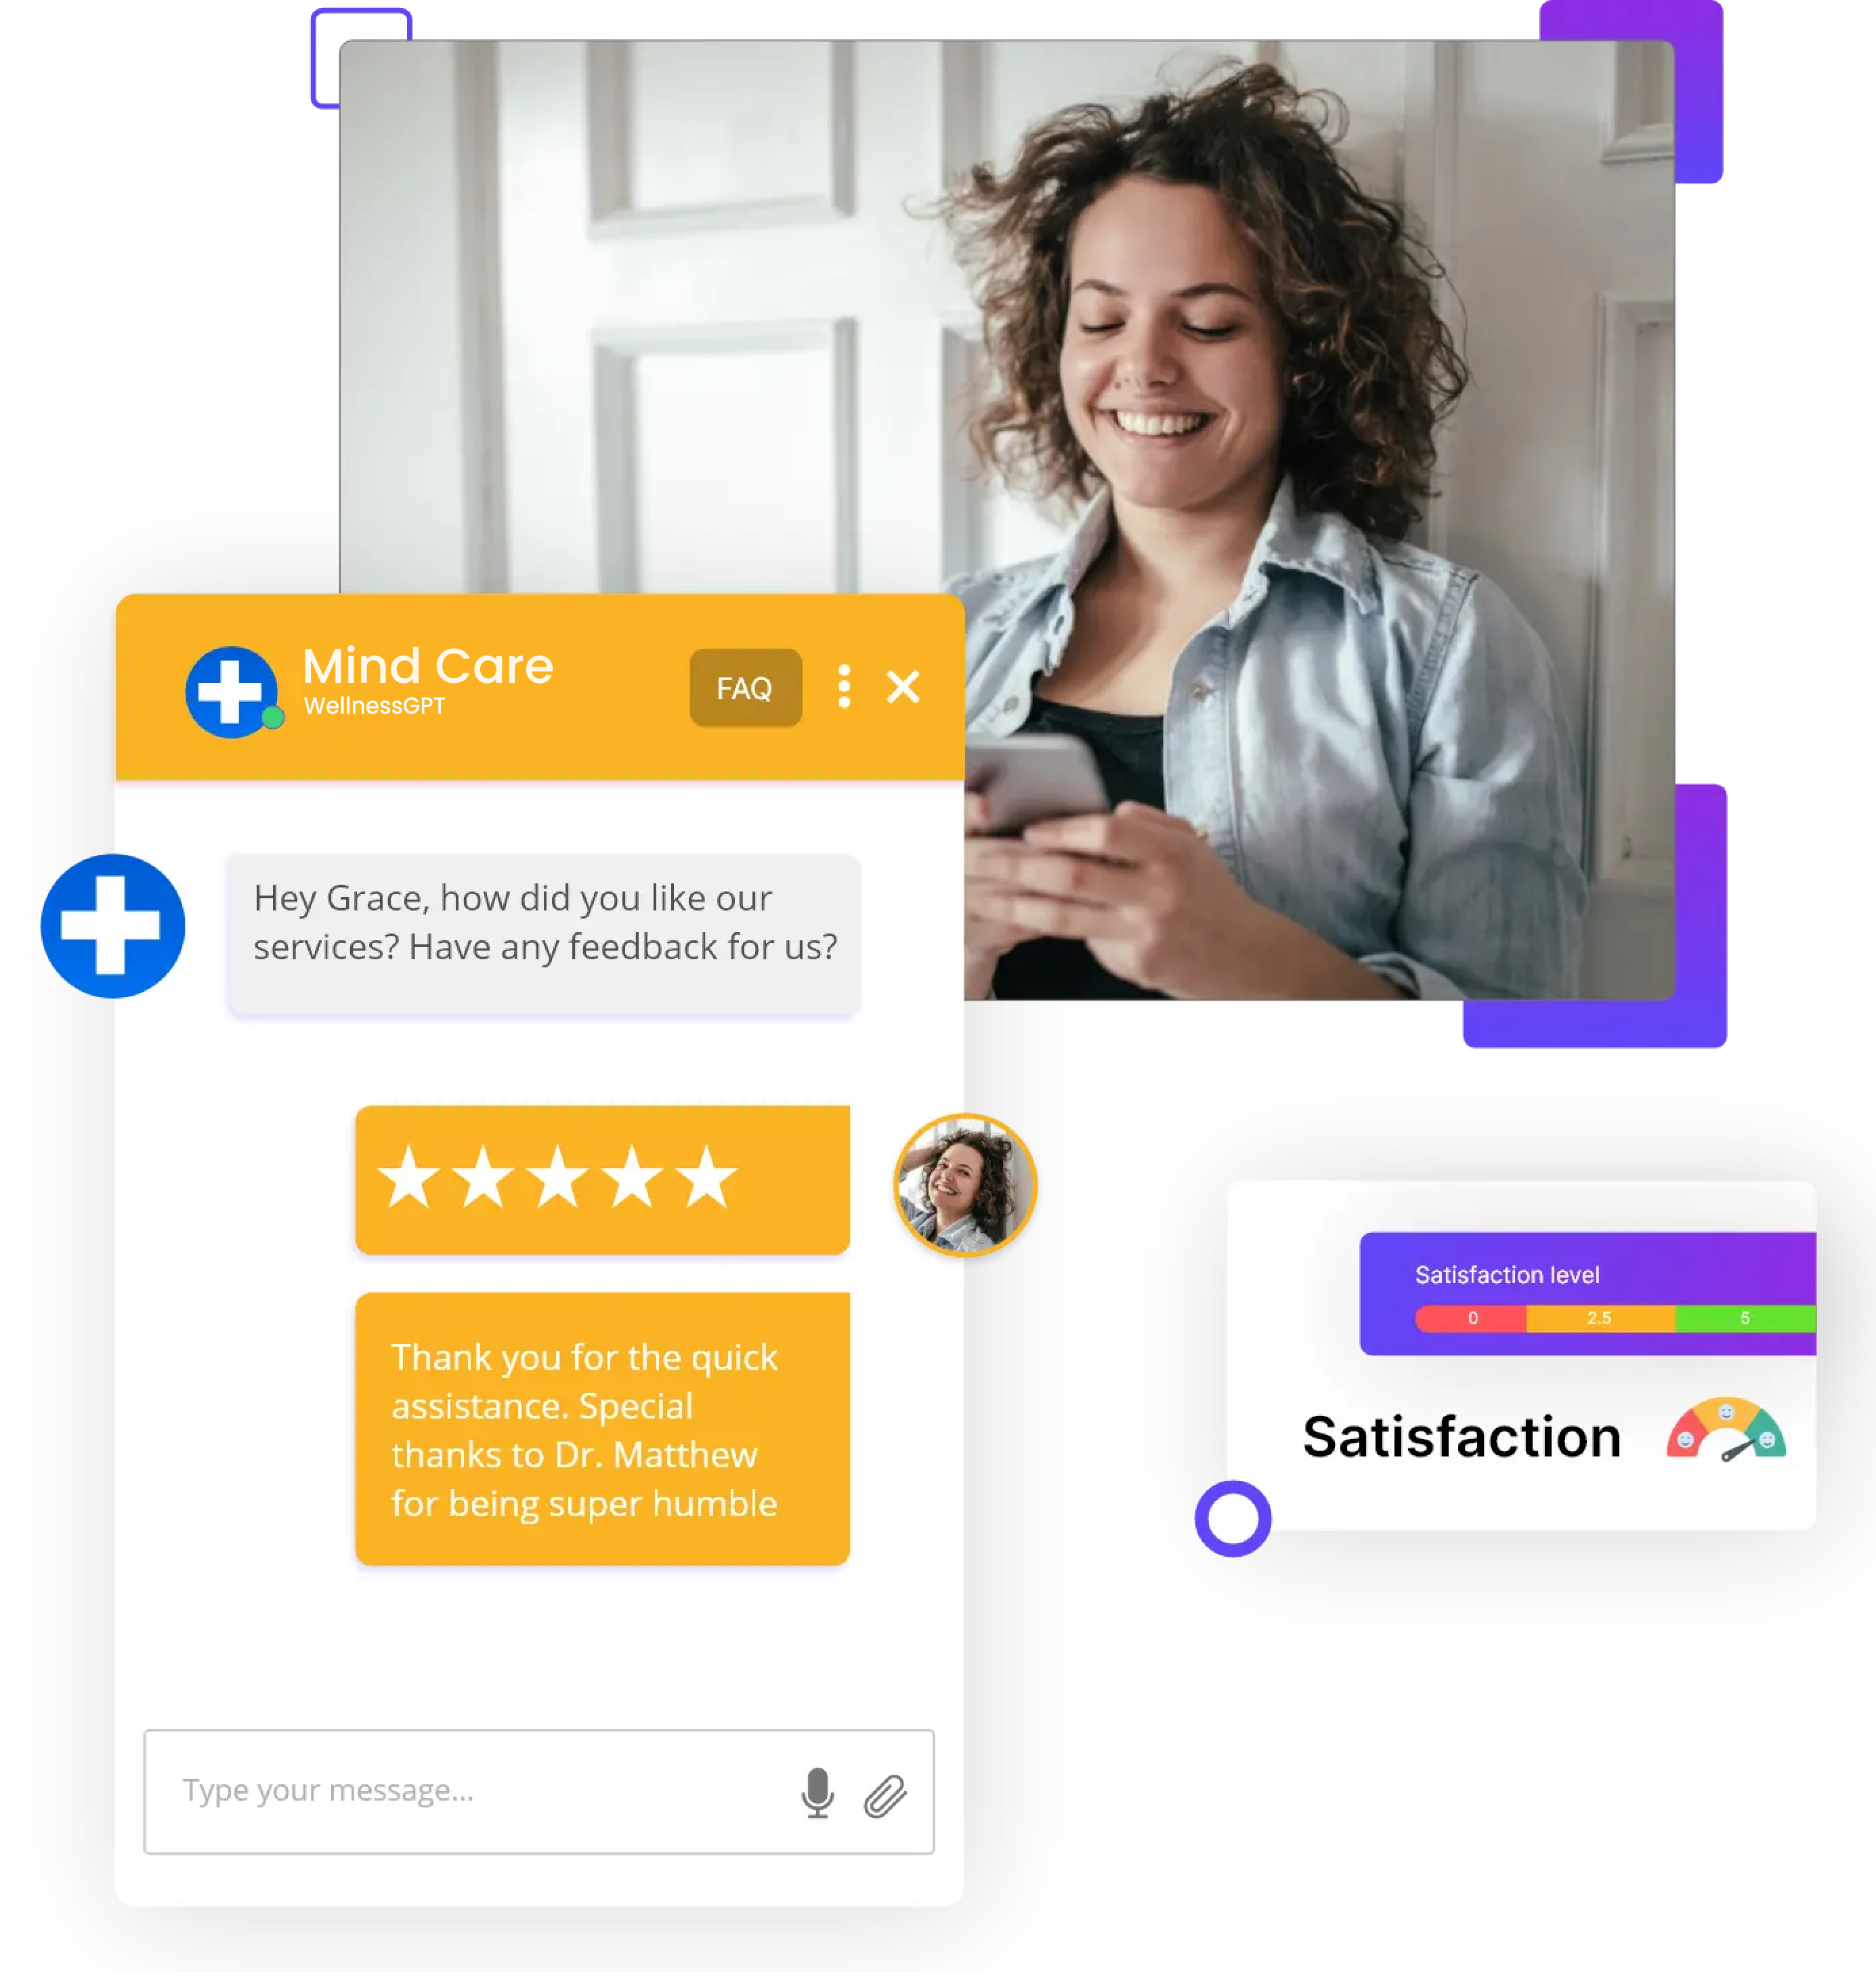 Mind Care
WellnessGPT
FAQ
Hey Grace, how did you like our
services? Have any feedback for us?
Thank you for the quick
assistance. Special
thanks to Dr. Matthew
for being super humble
Type your message...
Satisfaction level
0 2.5 5
Satisfaction